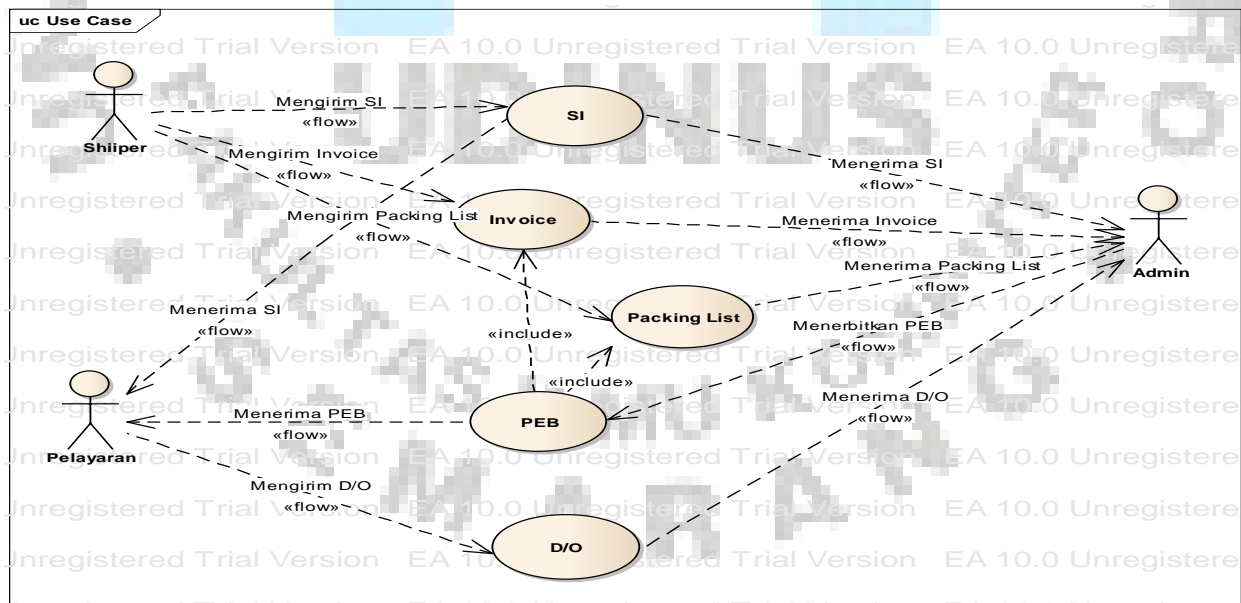 uc Use Case
Unregistered Trial Version EA 10.0 Unregistered Trial Version EA 10.0 Unregistere
UDINUS
Mengirim SI
«flow»
SI
Shiiper
Mengirim Invoice
«flow»
Menerima SI
«flow»
Mengirim Packing List
«flow»
Invoice
Menerima Invoice
«flow»
Admin
Menerima Packing List
«flow»
Menerima SI
«flow»
Packing List
«include»
Menerbitkan PEB
«flow»
«include»
Menerima D/O
«flow»
Menerima PEB
«flow»
PEB
Pelayaran
Mengirim D/O
«flow»
D/O